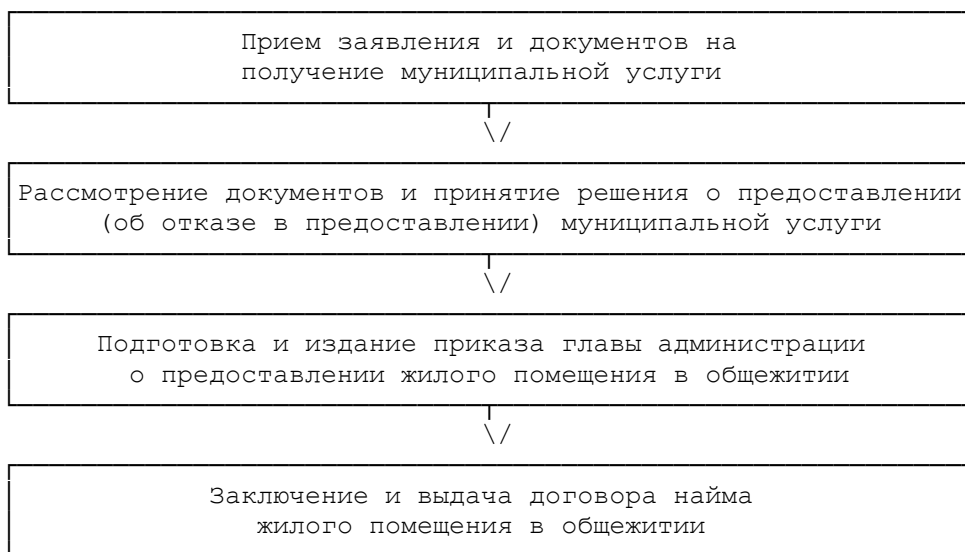 Прием заявления и документов на
получение муниципальной услуги
\/
Рассмотрение документов и принятие решения о предоставлении
(об отказе в предоставлении) муниципальной услуги
\/
Подготовка и издание приказа главы администрации
о предоставлении жилого помещения в общежитии
\/
Заключение и выдача договора найма
жилого помещения в общежитии